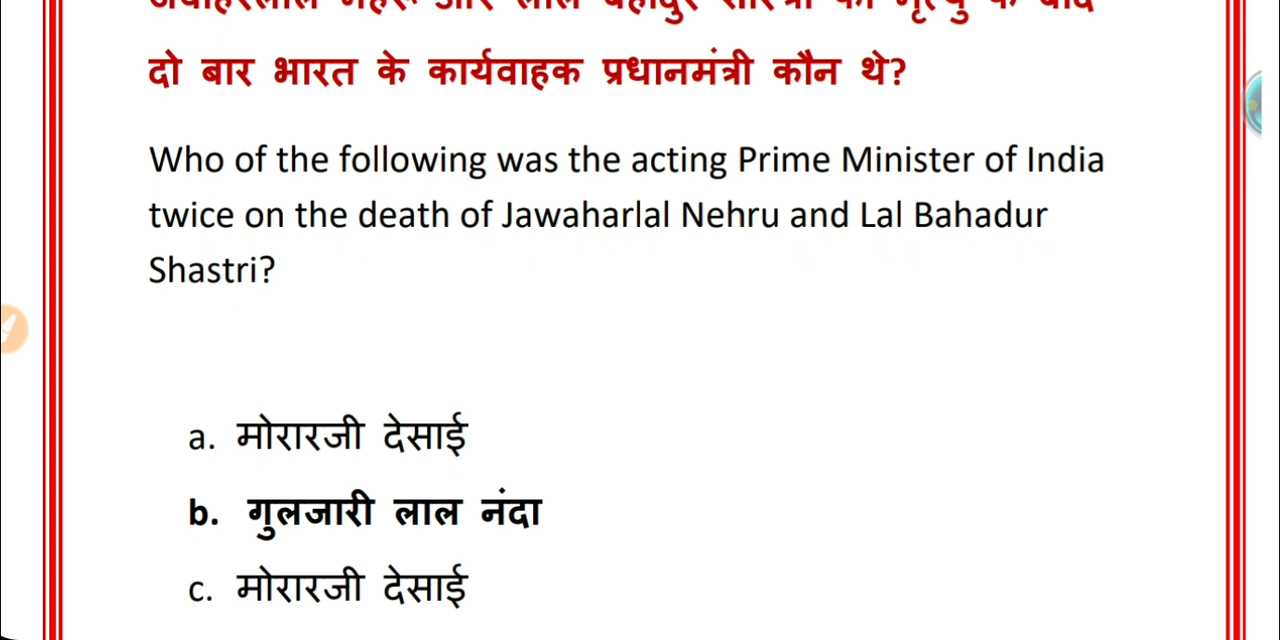 दो बार भारत के कार्यवाहक प्रधानमंत्री कौन थे?
Who of the following was the acting Prime Minister of India
twice on the death of Jawaharlal Nehru and Lal Bahadur
Shastri?
a. मोरारजी देसाई
b. गुलजारी लाल नंदा
c. मोरारजी देसाई